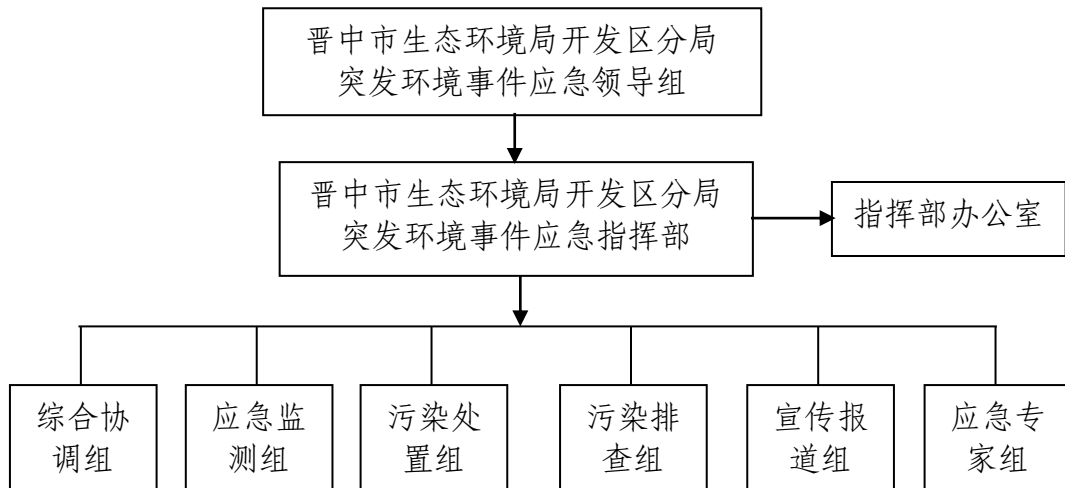 晋中市生态环境局开发区分局
突发环境事件应急领导组
晋中市生态环境局开发区分局
突发环境事件应急指挥部
指挥部办公室
综合协
调组
应急监
测组
污染处
置组
污染排
查组
宣传报
道组
应急专
家组